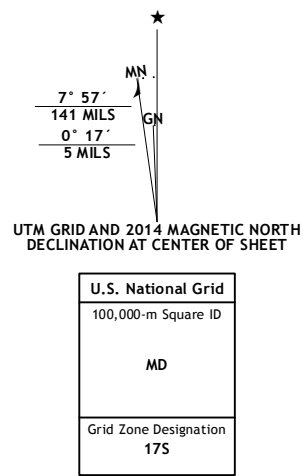 ★
MN
GN
7° 57´
141 MILS
0° 17´
5 MILS
UTM GRID AND 2014 MAGNETIC NORTH
DECLINATION AT CENTER OF SHEET
U.S. National Grid
100,000-m Square ID
MD
Grid Zone Designation
17S